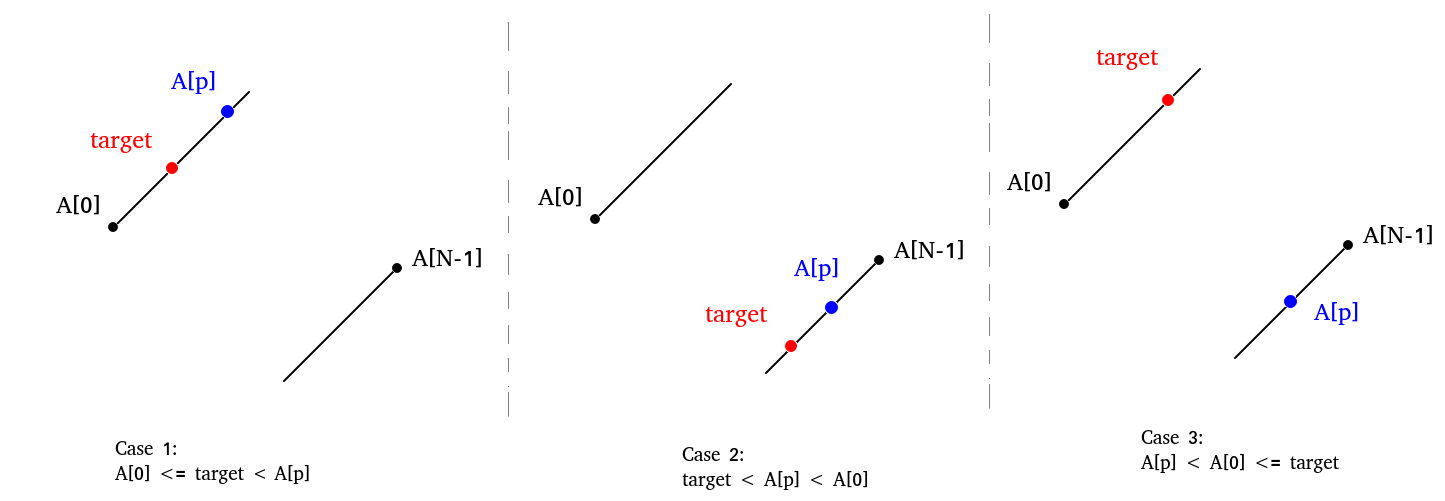 A[p]
target
A[0]
A[N-1]
Case 1:
A[0] <= target < A[p]
A[0]
A[N-1]
A[p]
target
Case 2:
target < A[p] < A[0]
target
A[0]
A[N-1]
A[p]
Case 3:
A[p] < A[0] <= target